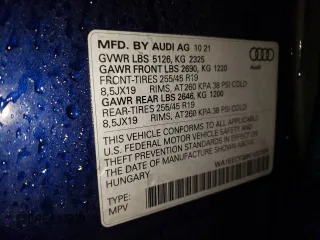 MFD. BY AUDI AG 10 21
GVWR LBS 5126, KG 2325
GAWR FRONT LBS 2690, KG 1220
FRONT-TIRES 255/45 R19
8,5JX19 RIMS, AT260 KPA 38 PSI COLD
GAWR REAR LBS 2646, KG 1200
REAR-TIRES 255/45 R19
8,5JX19 RIMS, AT260 KPA 38 PSI COLD
Audi
THIS VEHICLE CONFORMS TO ALL APPLICABLE
U.S. FEDERAL MOTOR VEHICLE SAFETY AND
THEFT PREVENTION STANDARDS IN EFFECT ON
THE DATE OF MANUFACTURE SHOWN ABOVE.
HUNGARY
TYPE:
MPV